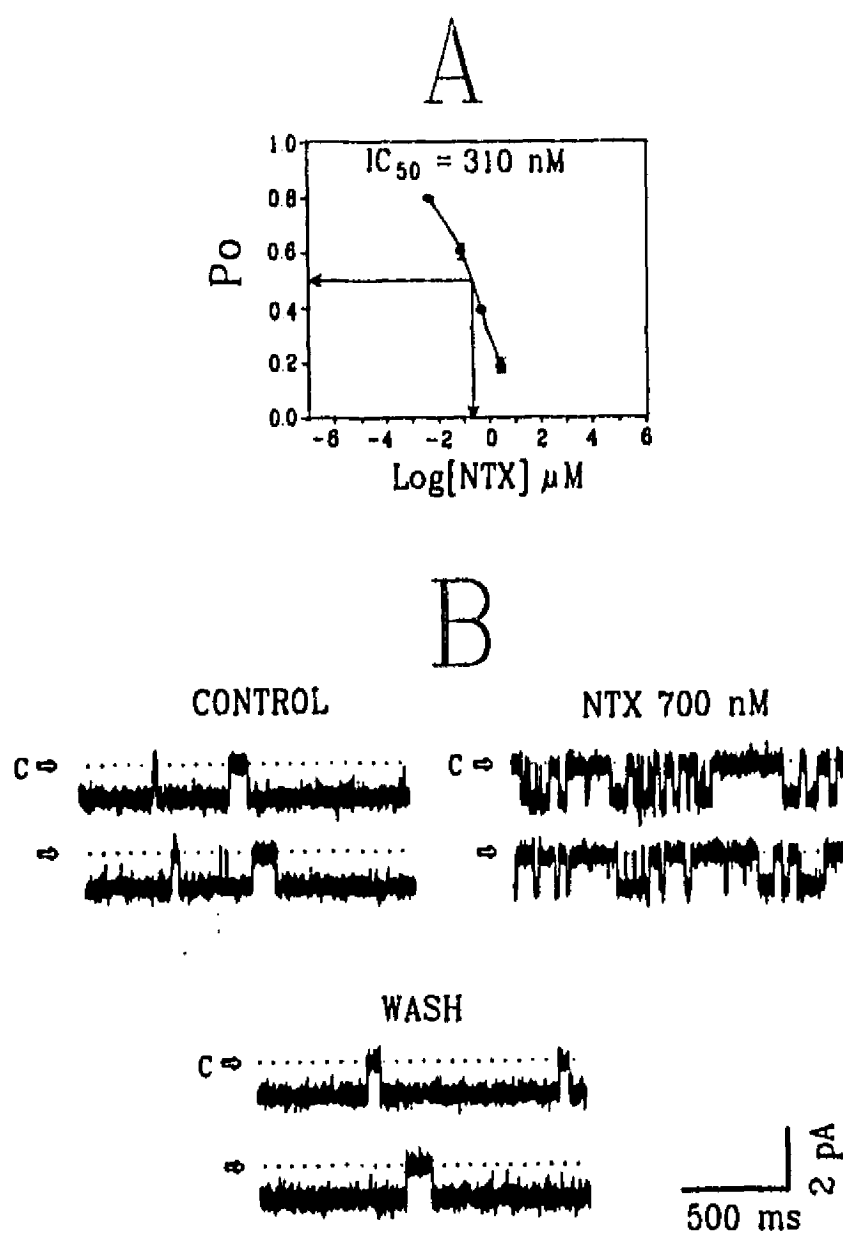 A
IC50 = 310 nM
Po
1.0
0.8
0.6
0.4
0.2
0.0
-6 -4 -2 0 2 4 6
Log[NTX] μM
B
CONTROL
NTX 700 nM
C
C
WASH
C
2 pA
500 ms